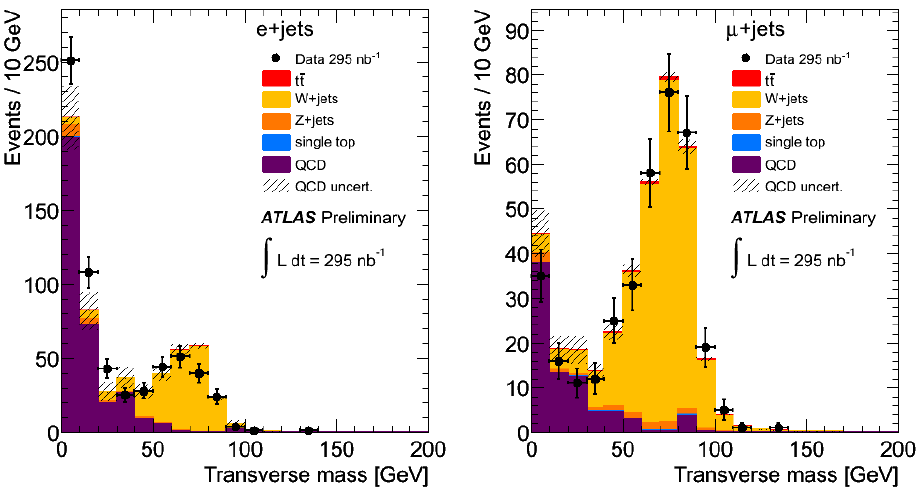 Events / 10 GeV
e+jets
Data 295 nb⁻¹
tt̄
W+jets
Z+jets
single top
QCD
QCD uncert.
ATLAS Preliminary
∫ L dt = 295 nb⁻¹
250
200
150
100
50
0
0 50 100 150 200
Transverse mass [GeV]
Events / 10 GeV
μ+jets
Data 295 nb⁻¹
tt̄
W+jets
Z+jets
single top
QCD
QCD uncert.
ATLAS Preliminary
∫ L dt = 295 nb⁻¹
90
80
70
60
50
40
30
20
10
0
0 50 100 150 200
Transverse mass [GeV]